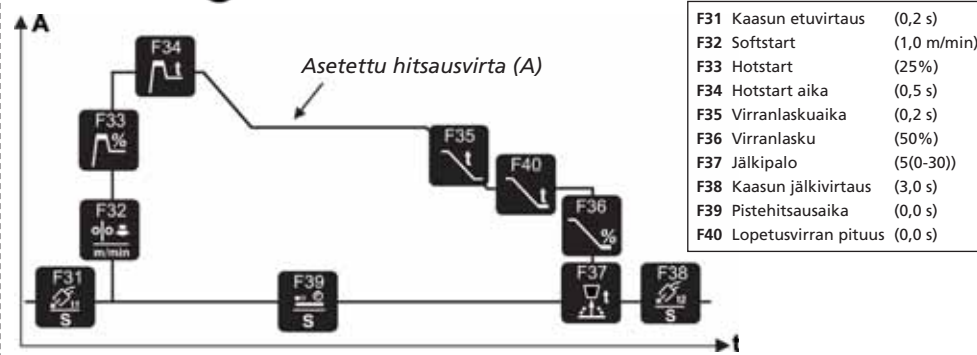 A
F34
t
Asetettu hitsausvirta (A)
F33
%
F35
t
F40
t
F32
m/min
F36
%
F31
t1
S
F39
S
F37
t
F38
t2
S
t
F31 Kaasun etuvirtaus (0,2 s)
F32 Softstart (1,0 m/min)
F33 Hotstart (25%)
F34 Hotstart aika (0,5 s)
F35 Virranlaskuaika (0,2 s)
F36 Virranlasku (50%)
F37 Jälkipalo (5(0-30))
F38 Kaasun jälkivirtaus (3,0 s)
F39 Pistehitsausaika (0,0 s)
F40 Lopetusvirran pituus (0,0 s)